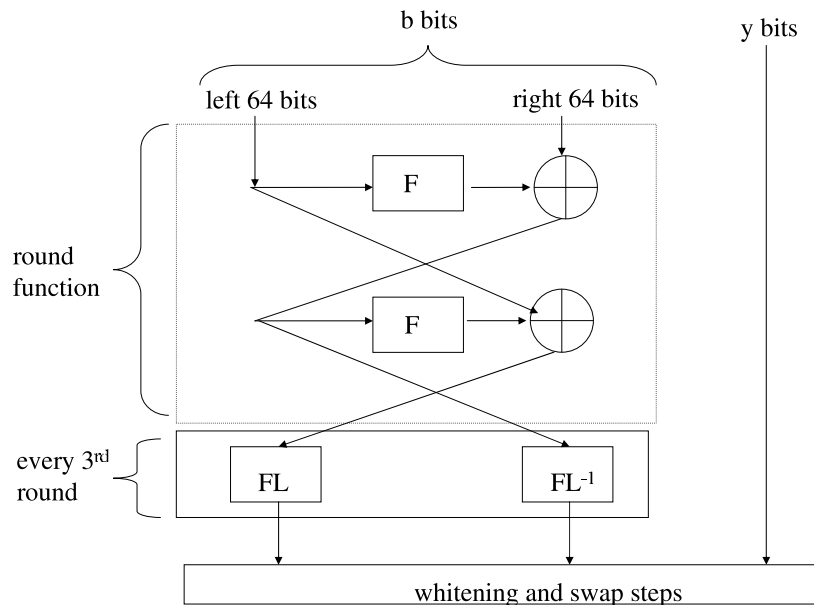 b bits
y bits
left 64 bits
right 64 bits
F
round
function
F
every 3rd
round
FL
FL-1
whitening and swap steps